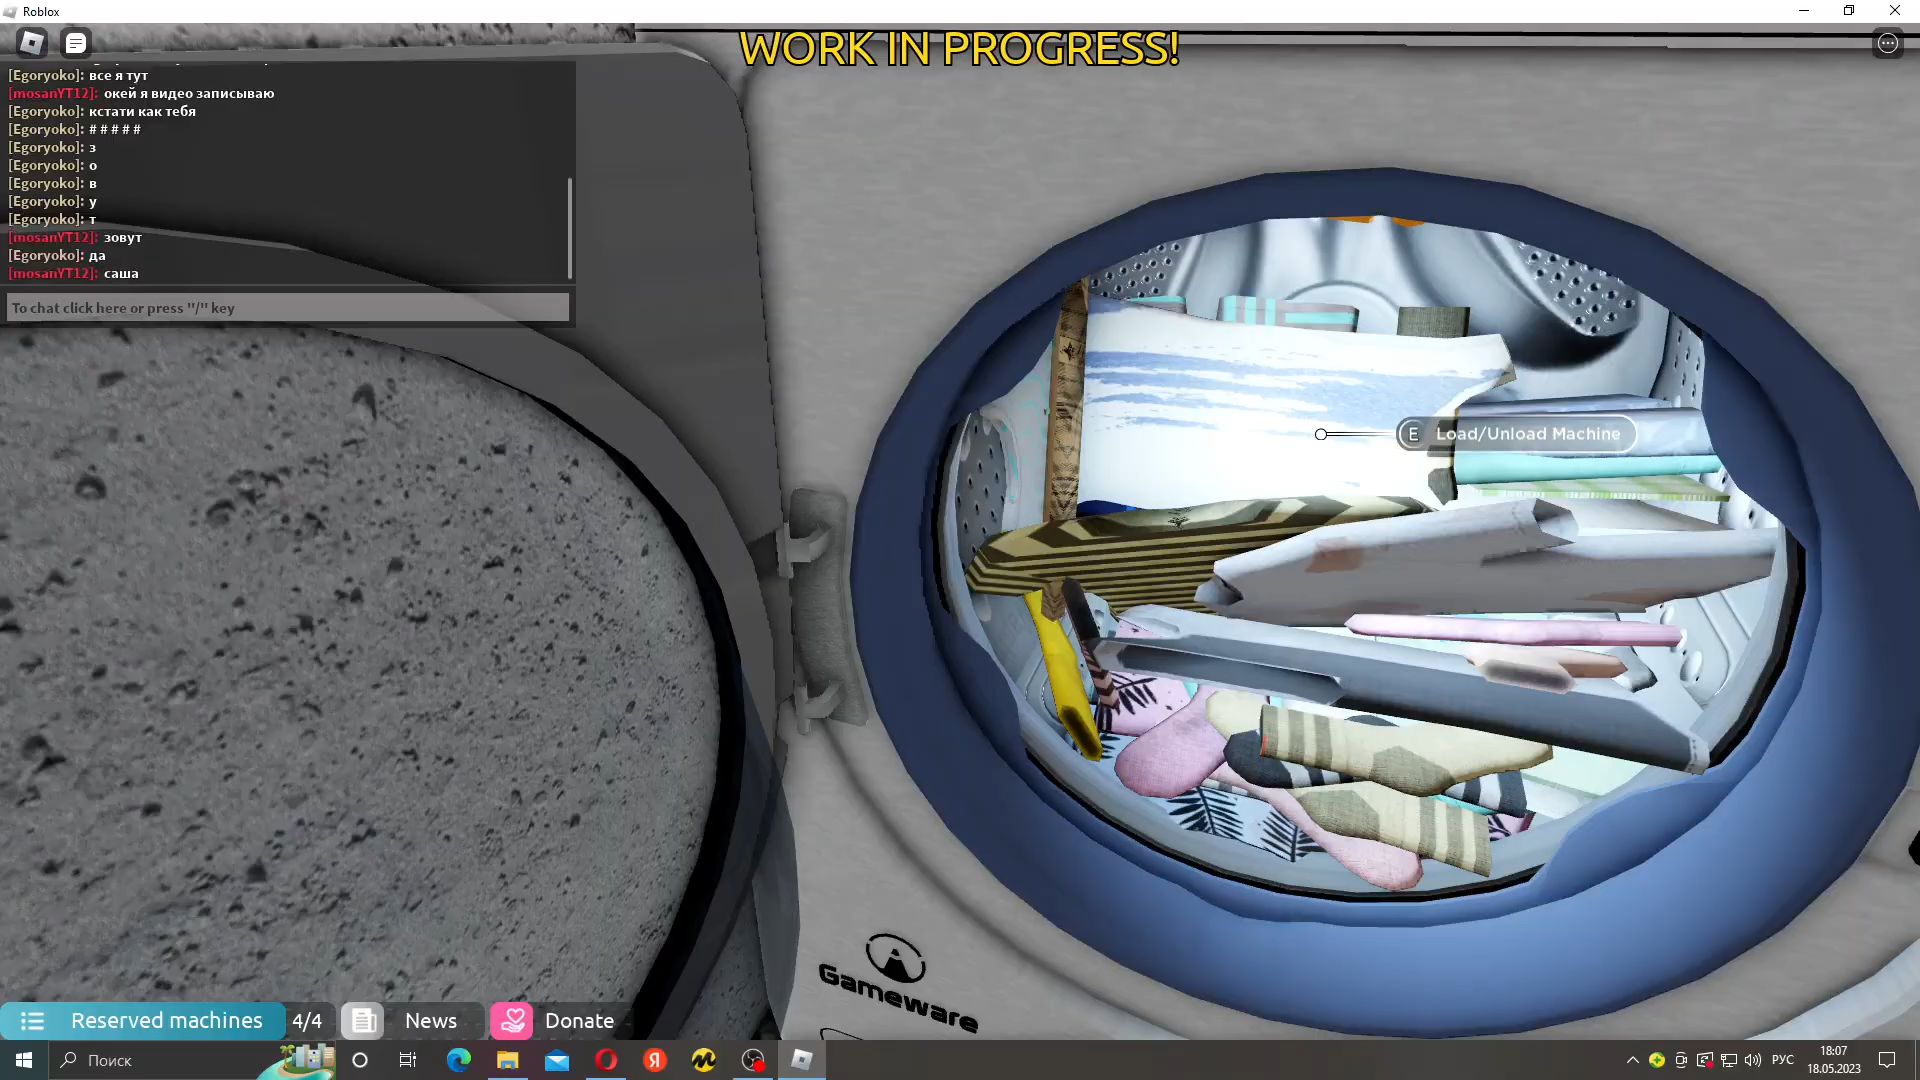 Roblox
WORK IN PROGRESS!
[Egoryoko]: все я тут
[mosanYT12]: окей я видео записываю
[Egoryoko]: кстати как тебя
[Egoryoko]: # # # # #
[Egoryoko]: з
[Egoryoko]: о
[Egoryoko]: в
[Egoryoko]: у
[Egoryoko]: т
[mosanYT12]: зовут
[Egoryoko]: да
[mosanYT12]: саша
To chat click here or press "/" key
E Load/Unload Machine
Gameware
Reserved machines 4/4 News Donate
Поиск
РУС
18:07
18.05.2023